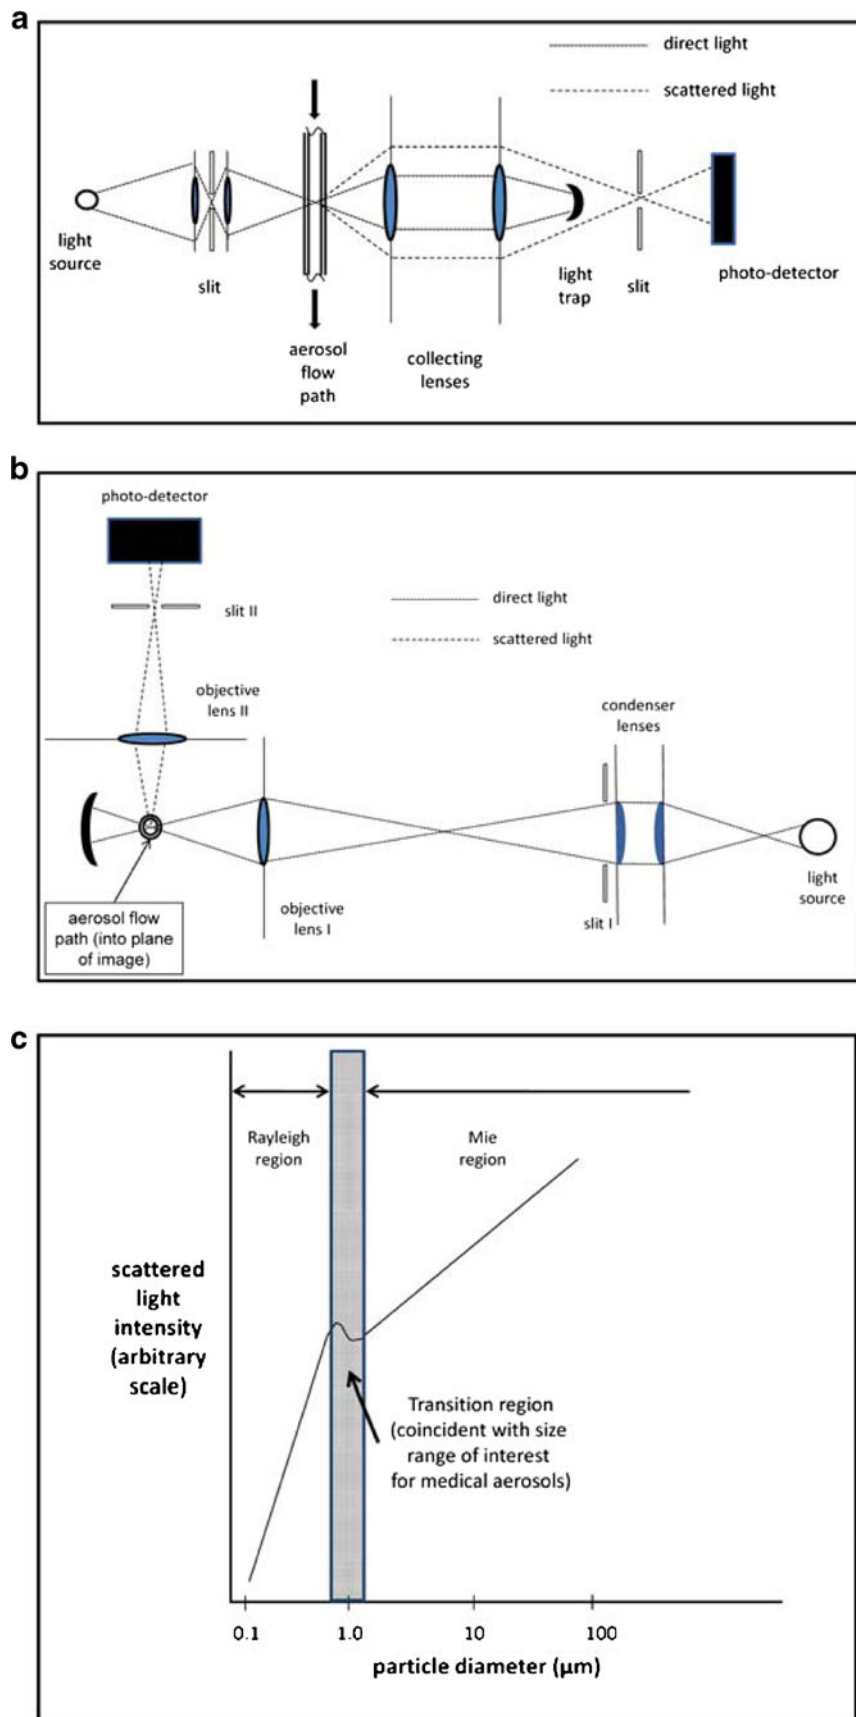 a
direct light
scattered light
light
source
slit
aerosol
flow
path
collecting
lenses
light
trap
slit
photo-detector
b
photo-detector
slit II
direct light
scattered light
objective
lens II
condenser
lenses
aerosol flow
path (into plane
of image)
objective
lens I
slit I
light
source
c
Rayleigh
region
Mie
region
scattered
light
intensity
(arbitrary
scale)
Transition region
(coincident with size
range of interest
for medical aerosols)
0.1 1.0 10 100
particle diameter (µm)